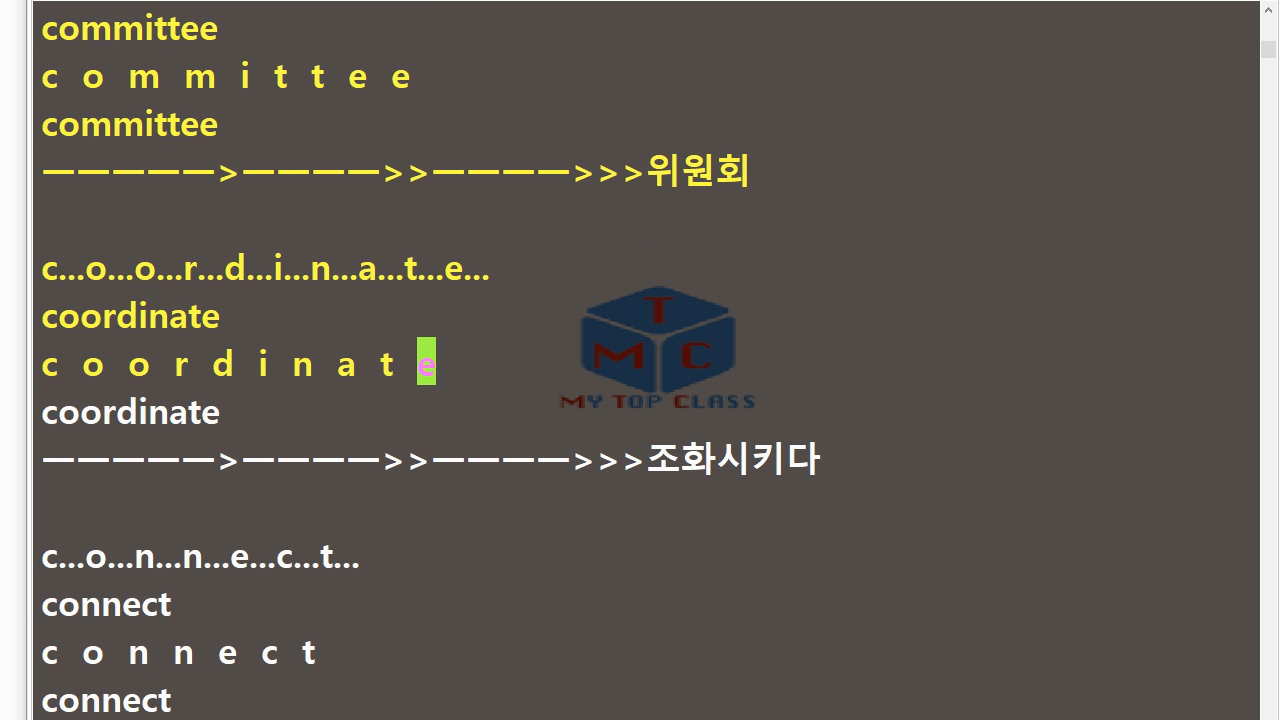 committee
c o m m i t t e e
committee
—————>————>>————>>>위원회
c...o...o...r...d...i...n...a...t...e...
coordinate
c o o r d i n a t e
coordinate
—————>————>>————>>>조화시키다
c...o...n...n...e...c...t...
connect
c o n n e c t
connect
T
M C
MY TOP CLASS